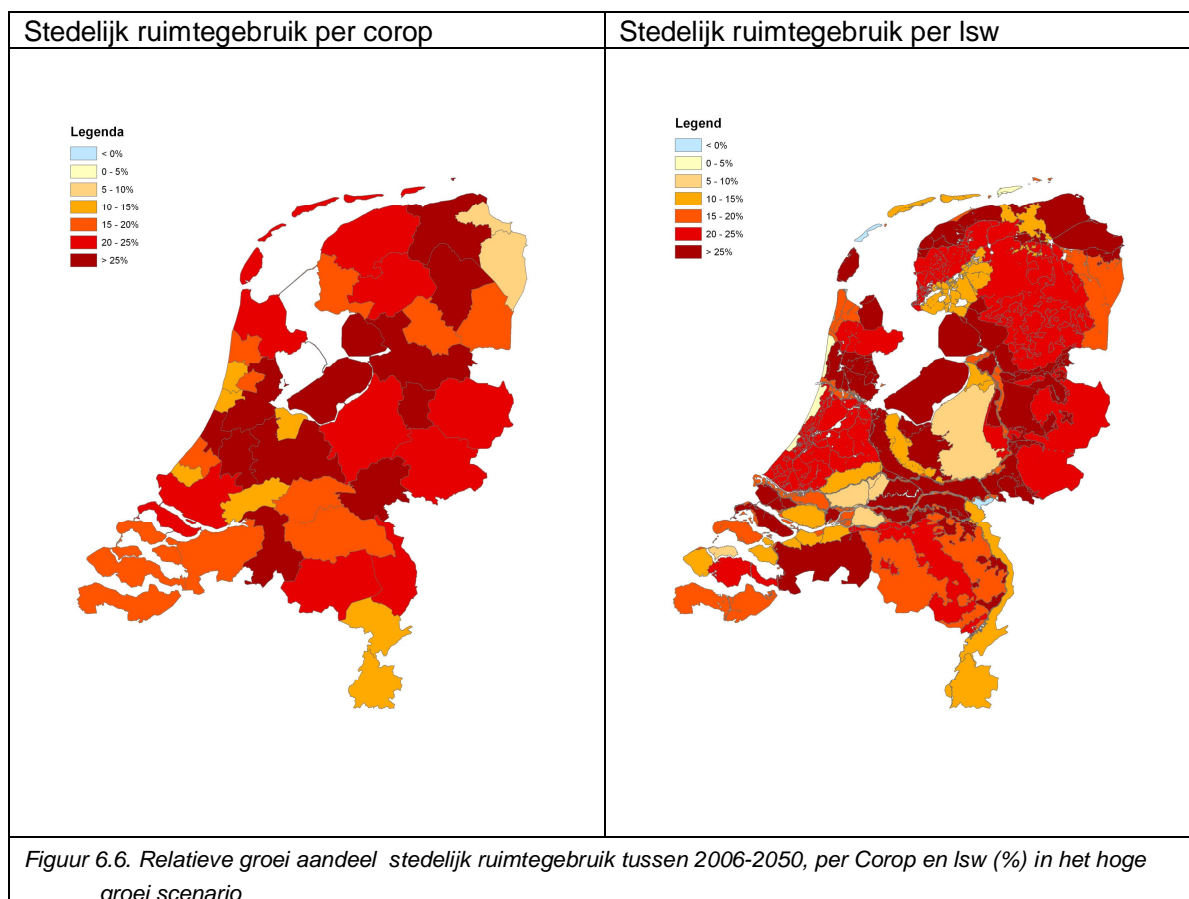 Stedelijk ruimtegebruik per corop
Stedelijk ruimtegebruik per lsw
Legenda
< 0%
0 - 5%
5 - 10%
10 - 15%
15 - 20%
20 - 25%
> 25%
Legend
< 0%
0 - 5%
5 - 10%
10 - 15%
15 - 20%
20 - 25%
> 25%
Figuur 6.6. Relatieve groei aandeel stedelijk ruimtegebruik tussen 2006-2050, per Corop en lsw (%) in het hoge
groei scenario